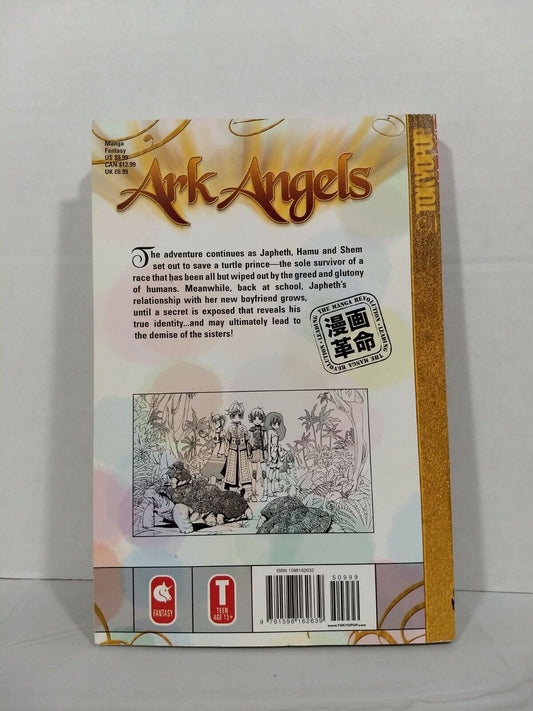 Manga
Fantasy
US $9.99
CAN $12.99
UK £6.99
TOKYOPOP
Ark Angels
The adventure continues as Japheth, Hamu and Shem
set out to save a turtle prince—the sole survivor of a
race that has been all but wiped out by the greed and glutony
of humans. Meanwhile, back at school, Japheth's
relationship with her new boyfriend grows,
until a secret is exposed that reveals his
true identity...and may ultimately lead to
the demise of the sisters!
LEADING THE MANGA REVOLUTION · LEADING THE MANGA REVOLUTION ·
漫画
革命
FANTASY
T
TEEN
AGE 13+
ISBN 1598162632
50999
9 781598 162639
www.TOKYOPOP.com